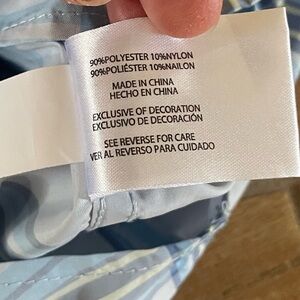 90%POLYESTER 10%NYLON
90%POLIÉSTER 10%NAILON
MADE IN CHINA
HECHO EN CHINA
EXCLUSIVE OF DECORATION
EXCLUSIVO DE DECORACIÓN
SEE REVERSE FOR CARE
VER AL REVERSO PARA CUIDADO